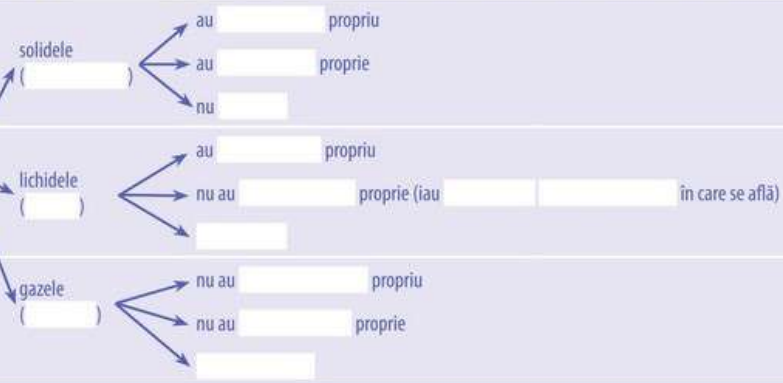 au propriu
solidele
( )
au proprie
nu
au propriu
lichidele
( )
nu au proprie (iau în care se află)
gazele
( )
nu au propriu
nu au proprie